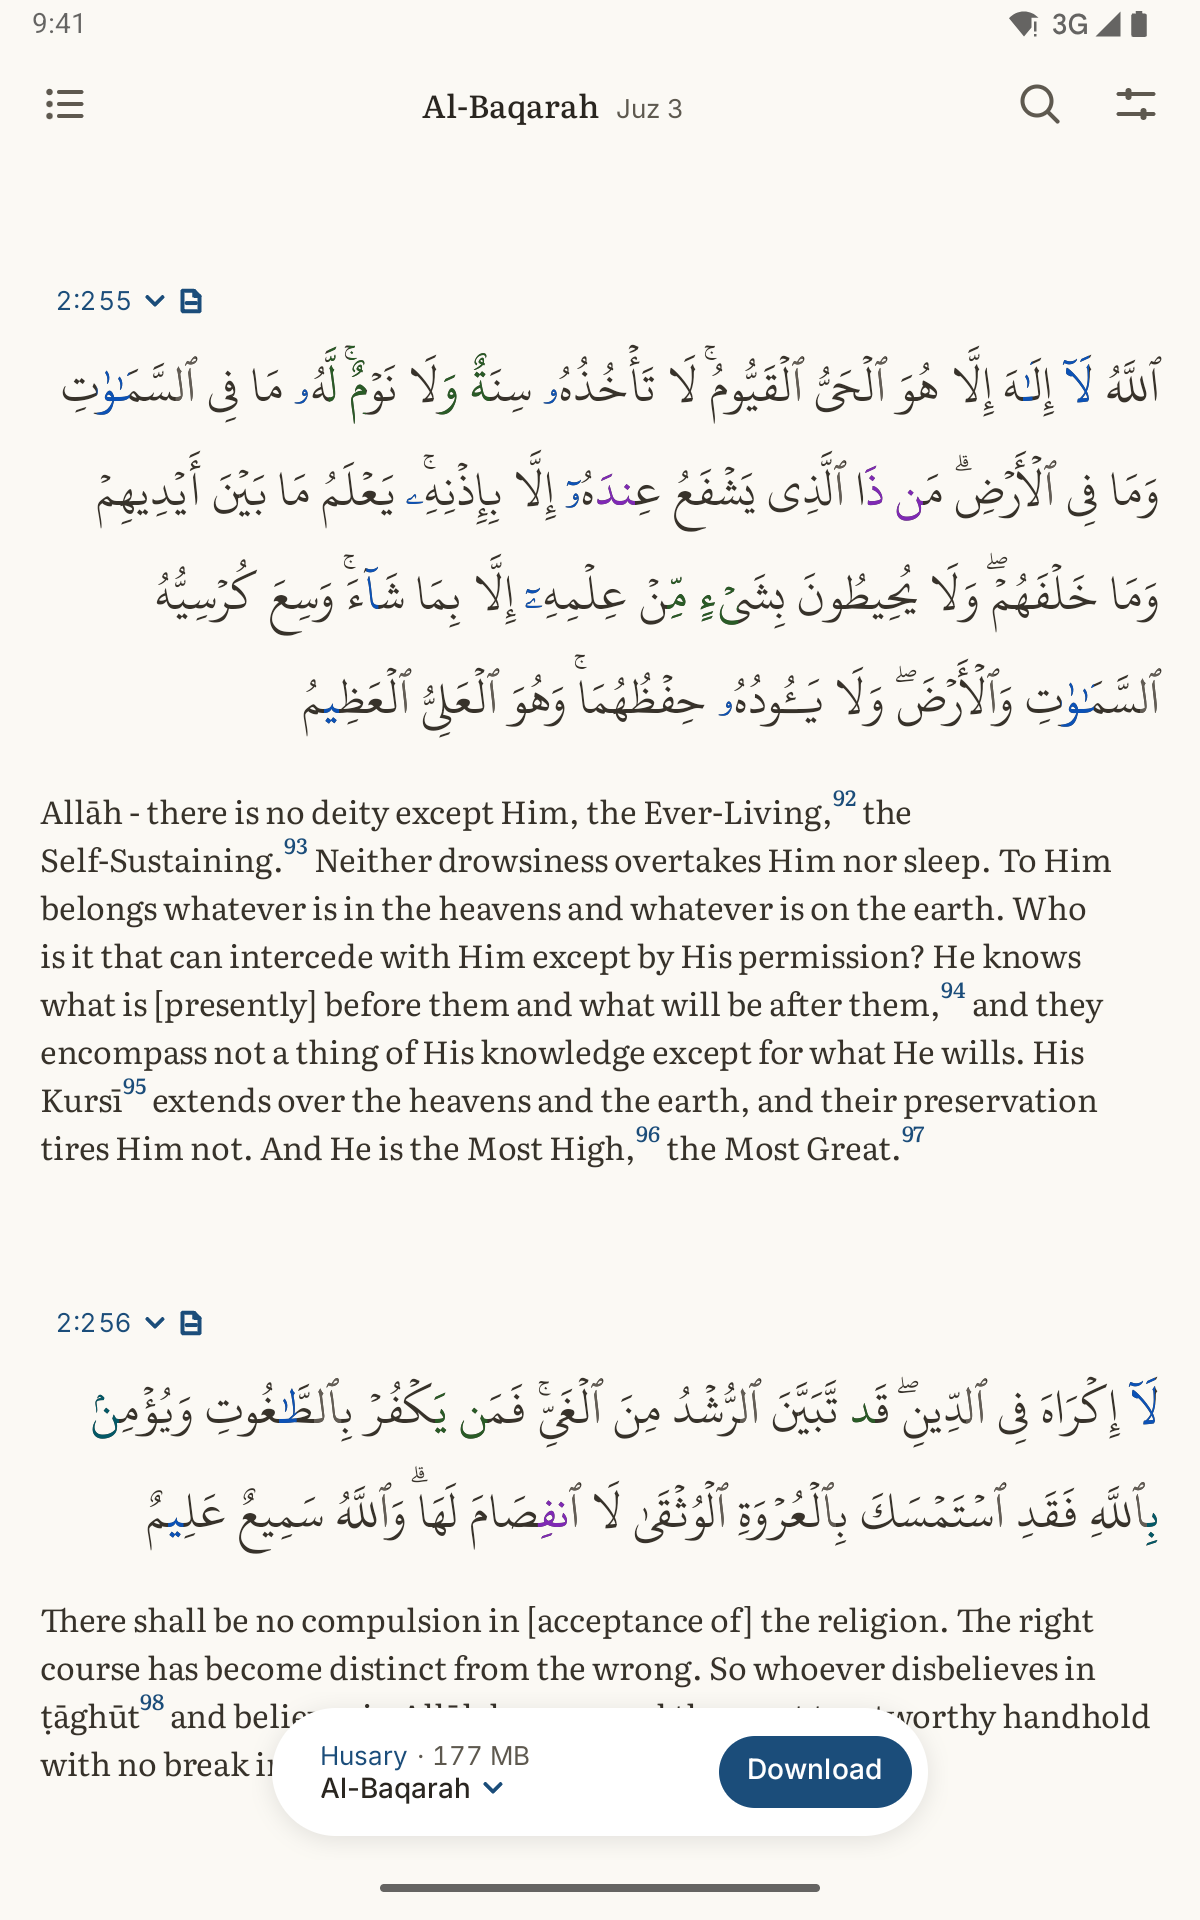 9:41
3G
Al-Baqarah Juz 3
2:255
ٱللَّهُ لَآ إِلَـٰهَ إِلَّا هُوَ ٱلْحَىُّ ٱلْقَيُّومُ ۚ لَا تَأْخُذُهُۥ سِنَةٌ وَلَا نَوْمٌ ۚ لَّهُۥ مَا فِى ٱلسَّمَـٰوَٰتِ
وَمَا فِى ٱلْأَرْضِ ۗ مَن ذَا ٱلَّذِى يَشْفَعُ عِندَهُۥٓ إِلَّا بِإِذْنِهِۦ ۚ يَعْلَمُ مَا بَيْنَ أَيْدِيهِمْ
وَمَا خَلْفَهُمْ ۖ وَلَا يُحِيطُونَ بِشَىْءٍ مِّنْ عِلْمِهِۦٓ إِلَّا بِمَا شَآءَ ۚ وَسِعَ كُرْسِيُّهُ
ٱلسَّمَـٰوَٰتِ وَٱلْأَرْضَ ۖ وَلَا يَـُٔودُهُۥ حِفْظُهُمَا ۚ وَهُوَ ٱلْعَلِىُّ ٱلْعَظِيمُ
Allāh - there is no deity except Him, the Ever-Living,92 the
Self-Sustaining.93 Neither drowsiness overtakes Him nor sleep. To Him
belongs whatever is in the heavens and whatever is on the earth. Who
is it that can intercede with Him except by His permission? He knows
what is [presently] before them and what will be after them,94 and they
encompass not a thing of His knowledge except for what He wills. His
Kursī95 extends over the heavens and the earth, and their preservation
tires Him not. And He is the Most High,96 the Most Great.97
2:256
لَآ إِكْرَاهَ فِى ٱلدِّينِ ۖ قَد تَّبَيَّنَ ٱلرُّشْدُ مِنَ ٱلْغَىِّ ۚ فَمَن يَكْفُرْ بِٱلطَّـٰغُوتِ وَيُؤْمِنۢ
بِٱللَّهِ فَقَدِ ٱسْتَمْسَكَ بِٱلْعُرْوَةِ ٱلْوُثْقَىٰ لَا ٱنفِصَامَ لَهَا ۗ وَٱللَّهُ سَمِيعٌ عَلِيمٌ
There shall be no compulsion in [acceptance of] the religion. The right
course has become distinct from the wrong. So whoever disbelieves in
ṭāghūt98 and handhold
with no break
Husary · 177 MB
Al-Baqarah
Download